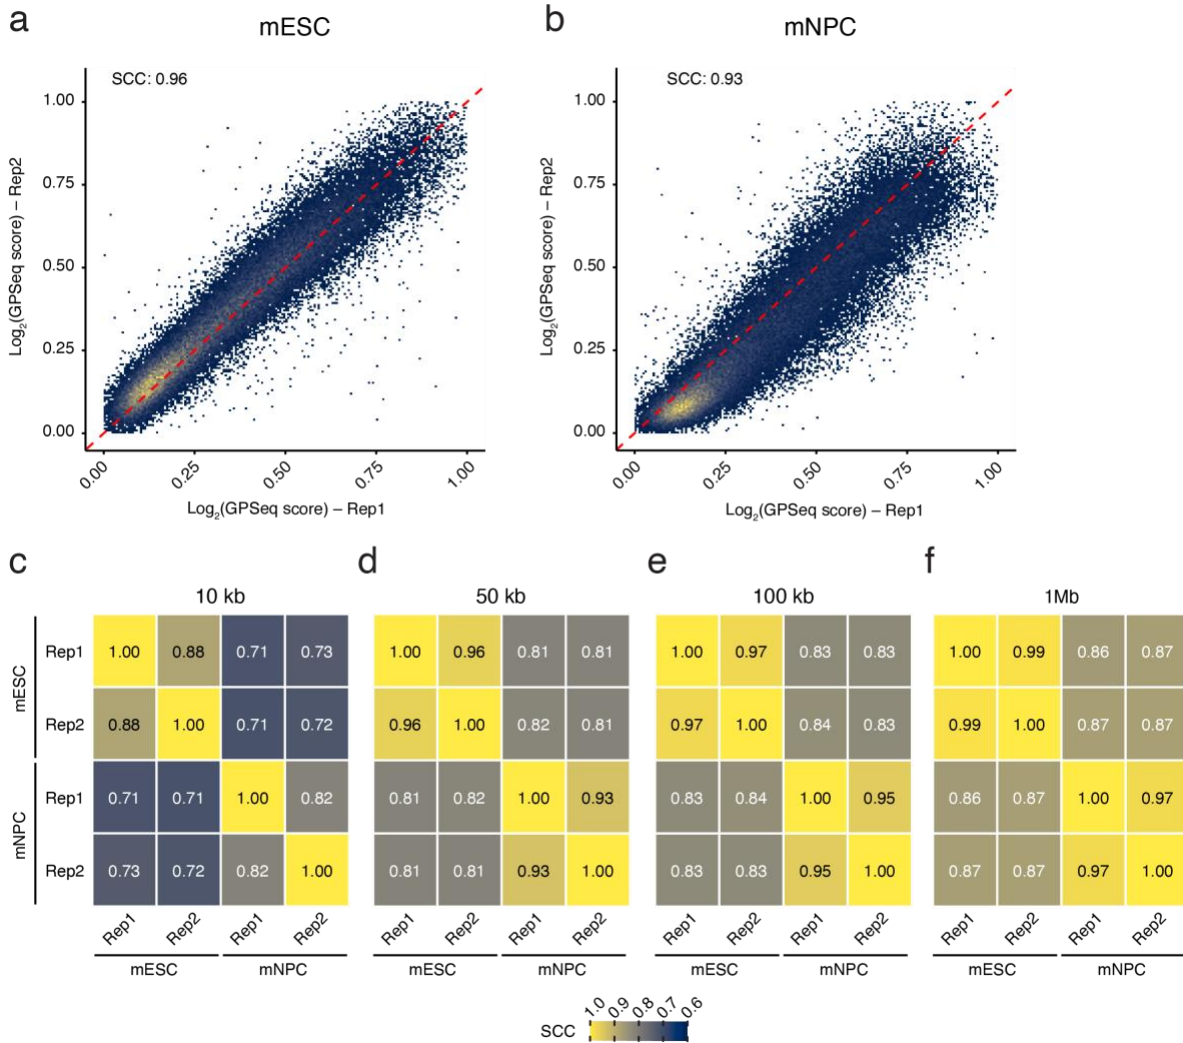 a
mESC
SCC: 0.96
1.00
0.75
0.50
0.25
0.00
Log₂(GPSeq score) – Rep2
0.00
0.25
0.50
0.75
1.00
Log₂(GPSeq score) – Rep1
b
mNPC
SCC: 0.93
1.00
0.75
0.50
0.25
0.00
Log₂(GPSeq score) – Rep2
0.00
0.25
0.50
0.75
1.00
Log₂(GPSeq score) – Rep1
c
10 kb
mESC
mNPC
Rep1 1.00 0.88 0.71 0.73
Rep2 0.88 1.00 0.71 0.72
Rep1 0.71 0.71 1.00 0.82
Rep2 0.73 0.72 0.82 1.00
Rep1 Rep2 Rep1 Rep2
mESC mNPC
d
50 kb
1.00 0.96 0.81 0.81
0.96 1.00 0.82 0.81
0.81 0.82 1.00 0.93
0.81 0.81 0.93 1.00
Rep1 Rep2 Rep1 Rep2
mESC mNPC
e
100 kb
1.00 0.97 0.83 0.83
0.97 1.00 0.84 0.83
0.83 0.84 1.00 0.95
0.83 0.83 0.95 1.00
Rep1 Rep2 Rep1 Rep2
mESC mNPC
f
1Mb
1.00 0.99 0.86 0.87
0.99 1.00 0.87 0.87
0.86 0.87 1.00 0.97
0.87 0.87 0.97 1.00
Rep1 Rep2 Rep1 Rep2
mESC mNPC
SCC 1.0 0.9 0.8 0.7 0.6